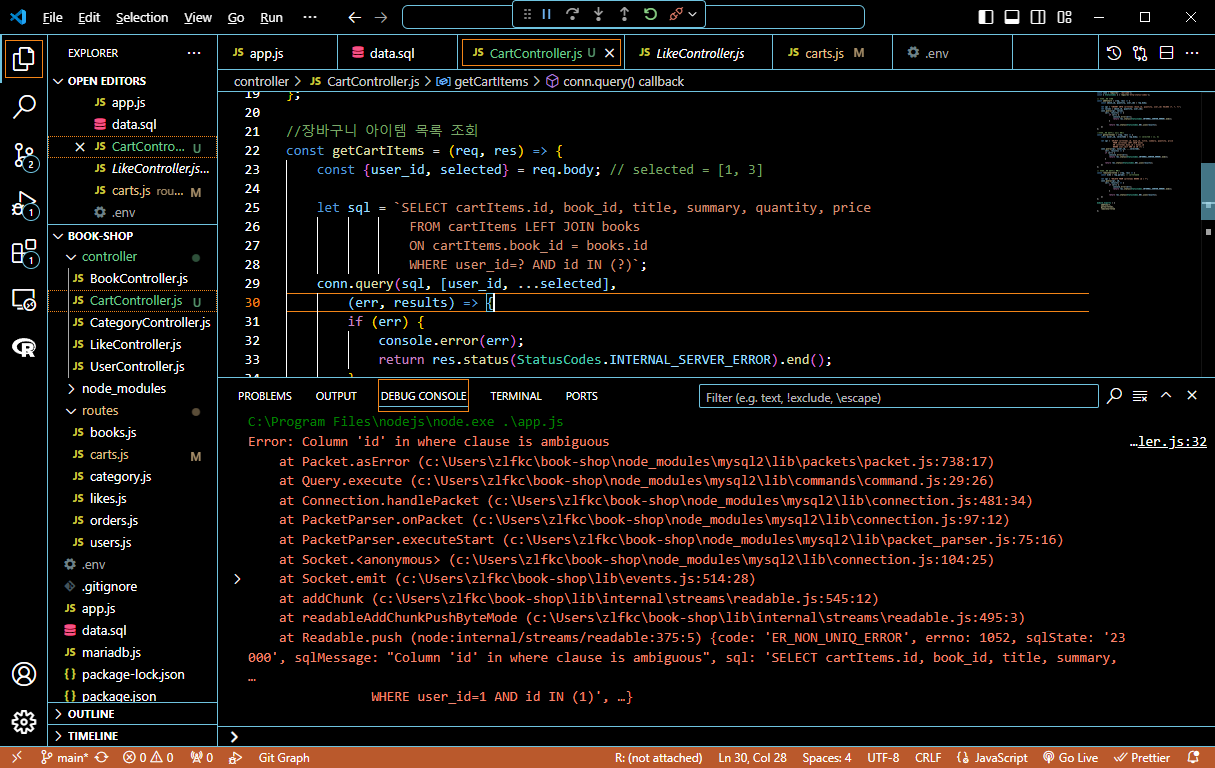 File Edit Selection View Go Run ···
EXPLORER ···
OPEN EDITORS
JS app.js
data.sql
JS CartContro... U
JS LikeController.js...
JS carts.js rou... M
.env
BOOK-SHOP
controller
JS BookController.js
JS CartController.js U
JS CategoryController.js
JS LikeController.js
JS UserController.js
node_modules
routes
JS books.js
JS carts.js M
JS category.js
JS likes.js
JS orders.js
JS users.js
.env
.gitignore
JS app.js
data.sql
JS mariadb.js
{} package-lock.json
{} package.json
OUTLINE
TIMELINE
2
1
1
JS app.js data.sql JS CartController.js U JS LikeController.js JS carts.js M .env ···
controller > JS CartController.js > getCartItems > conn.query() callback
19 };
20
21 //장바구니 아이템 목록 조회
22 const getCartItems = (req, res) => {
23 const {user_id, selected} = req.body; // selected = [1, 3]
24
25 let sql = `SELECT cartItems.id, book_id, title, summary, quantity, price
26 FROM cartItems LEFT JOIN books
27 ON cartItems.book_id = books.id
28 WHERE user_id=? AND id IN (?)`;
29 conn.query(sql, [user_id, ...selected],
30 (err, results) => {
31 if (err) {
32 console.error(err);
33 return res.status(StatusCodes.INTERNAL_SERVER_ERROR).end();
34 }
PROBLEMS OUTPUT DEBUG CONSOLE TERMINAL PORTS Filter (e.g. text, !exclude, \escape)
C:\Program Files\nodejs\node.exe .\app.js
Error: Column 'id' in where clause is ambiguous …ler.js:32
at Packet.asError (c:\Users\zlfkc\book-shop\node_modules\mysql2\lib\packets\packet.js:738:17)
at Query.execute (c:\Users\zlfkc\book-shop\node_modules\mysql2\lib\commands\command.js:29:26)
at Connection.handlePacket (c:\Users\zlfkc\book-shop\node_modules\mysql2\lib\connection.js:481:34)
at PacketParser.onPacket (c:\Users\zlfkc\book-shop\node_modules\mysql2\lib\connection.js:97:12)
at PacketParser.executeStart (c:\Users\zlfkc\book-shop\node_modules\mysql2\lib\packet_parser.js:75:16)
at Socket.<anonymous> (c:\Users\zlfkc\book-shop\node_modules\mysql2\lib\connection.js:104:25)
at Socket.emit (c:\Users\zlfkc\book-shop\lib\events.js:514:28)
at addChunk (c:\Users\zlfkc\book-shop\lib\internal\streams\readable.js:545:12)
at readableAddChunkPushByteMode (c:\Users\zlfkc\book-shop\lib\internal\streams\readable.js:495:3)
at Readable.push (node:internal/streams/readable:375:5) {code: 'ER_NON_UNIQ_ERROR', errno: 1052, sqlState: '23
000', sqlMessage: "Column 'id' in where clause is ambiguous", sql: 'SELECT cartItems.id, book_id, title, summary,
…
WHERE user_id=1 AND id IN (1)', …}
main* 0 0 0 Git Graph R: (not attached) Ln 30, Col 28 Spaces: 4 UTF-8 CRLF {} JavaScript Go Live Prettier